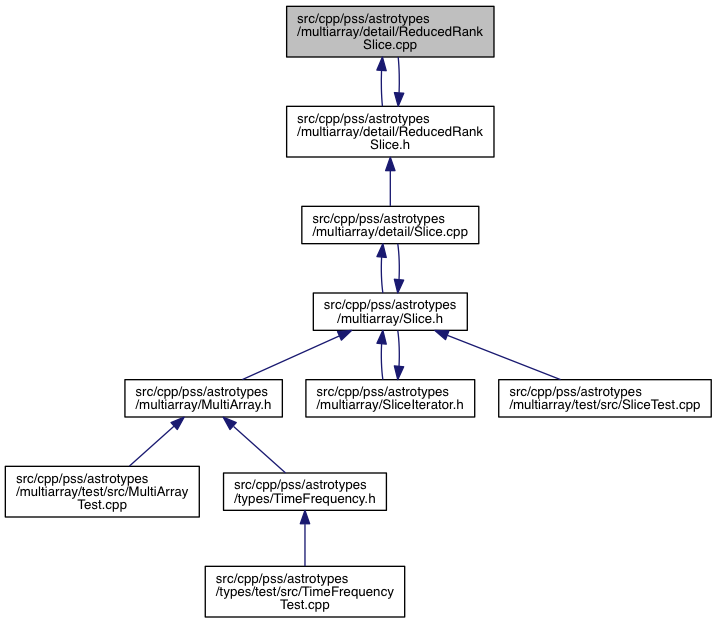 src/cpp/pss/astrotypes
/multiarray/detail/ReducedRank
Slice.cpp
src/cpp/pss/astrotypes
/multiarray/detail/ReducedRank
Slice.h
src/cpp/pss/astrotypes
/multiarray/detail/Slice.cpp
src/cpp/pss/astrotypes
/multiarray/Slice.h
src/cpp/pss/astrotypes
/multiarray/MultiArray.h
src/cpp/pss/astrotypes
/multiarray/SliceIterator.h
src/cpp/pss/astrotypes
/multiarray/test/src/SliceTest.cpp
src/cpp/pss/astrotypes
/multiarray/test/src/MultiArray
Test.cpp
src/cpp/pss/astrotypes
/types/TimeFrequency.h
src/cpp/pss/astrotypes
/types/test/src/TimeFrequency
Test.cpp